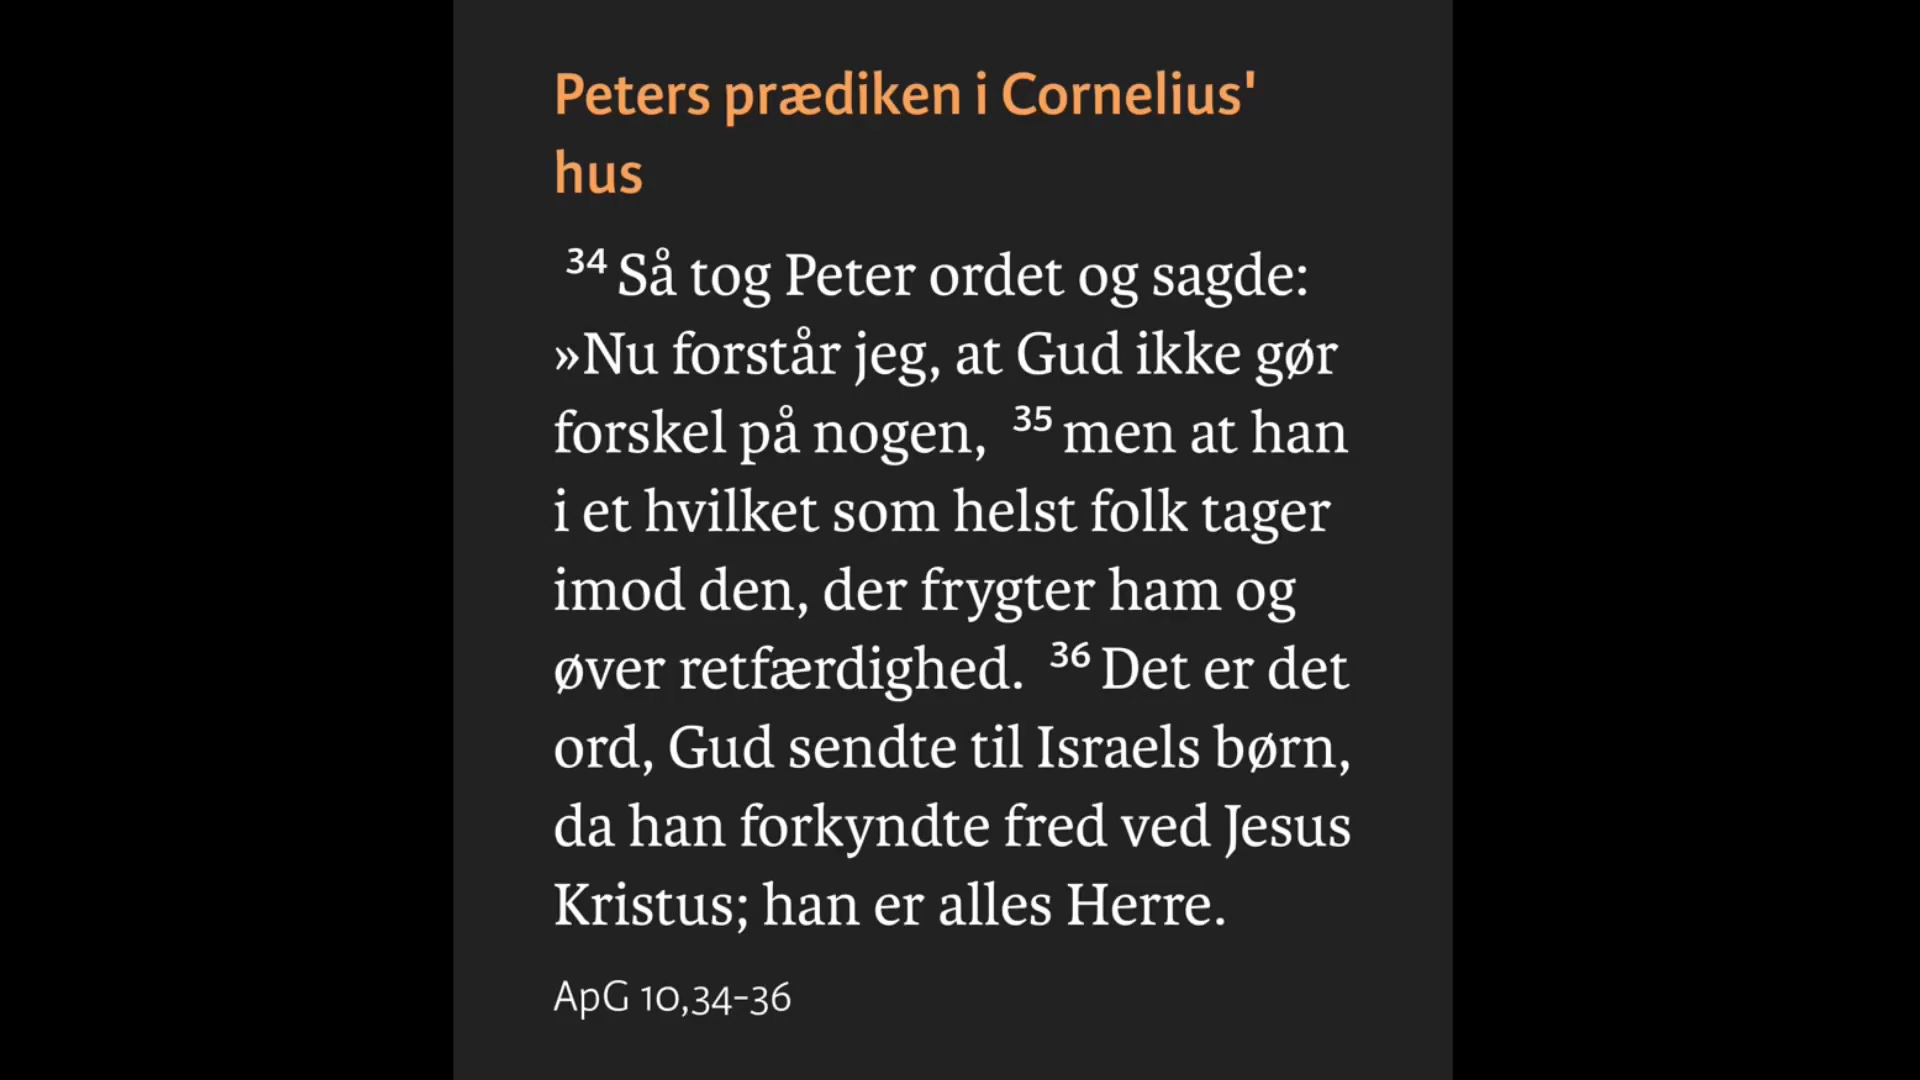 Peters prædiken i Cornelius'
hus
34 Så tog Peter ordet og sagde:
»Nu forstår jeg, at Gud ikke gør
forskel på nogen, 35 men at han
i et hvilket som helst folk tager
imod den, der frygter ham og
øver retfærdighed. 36 Det er det
ord, Gud sendte til Israels børn,
da han forkyndte fred ved Jesus
Kristus; han er alles Herre.
ApG 10,34-36